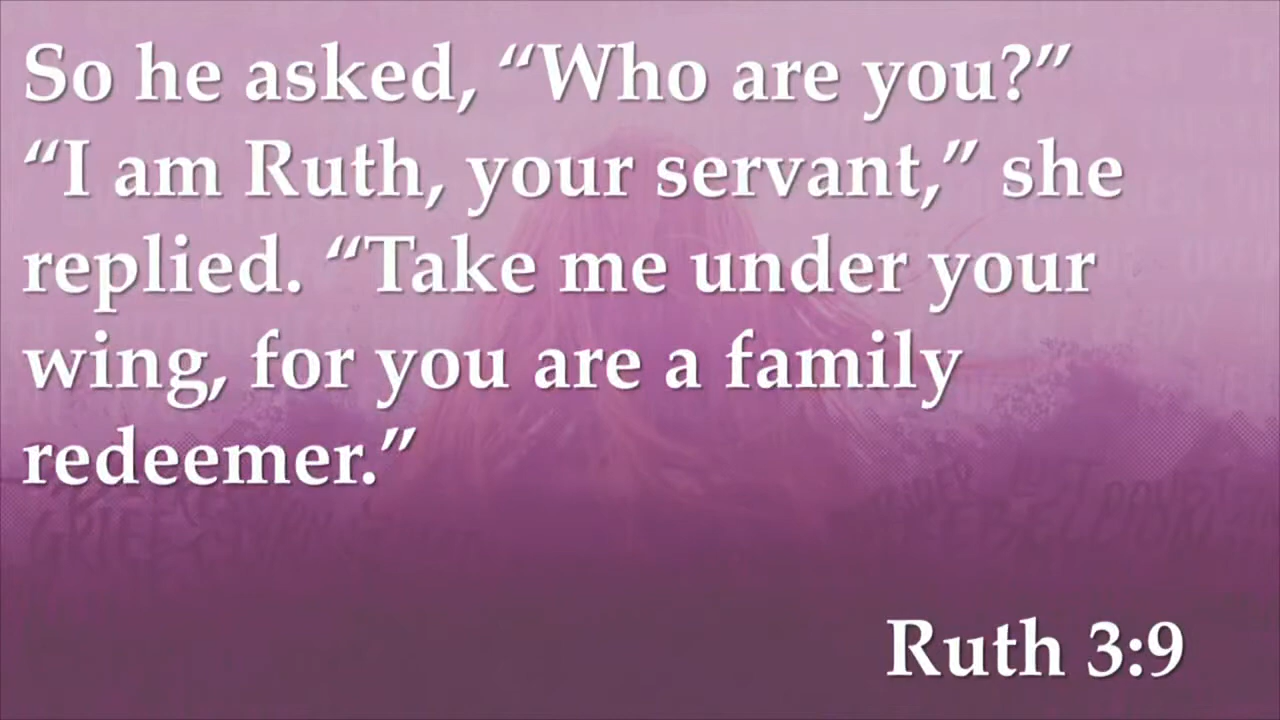 So he asked, “Who are you?”
“I am Ruth, your servant,” she
replied. “Take me under your
wing, for you are a family
redeemer.”
GRIEF
Ruth 3:9